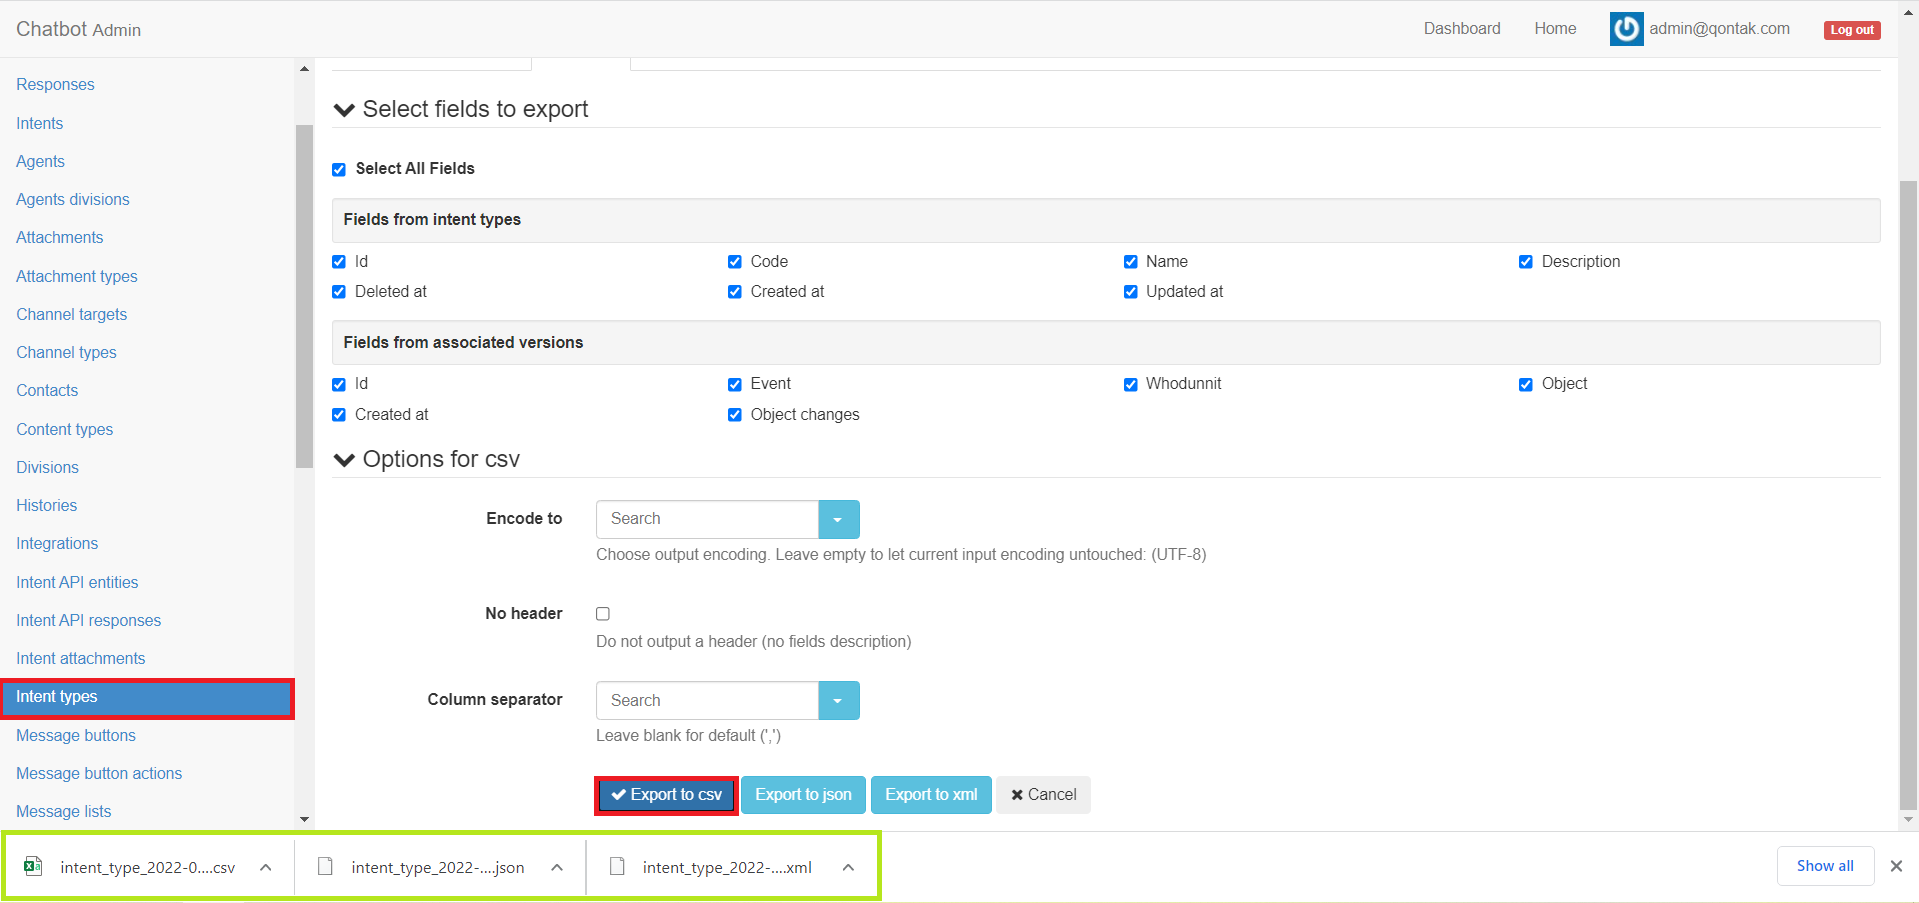 Chatbot Admin
Dashboard
Home
admin@qontak.com
Log out
Responses
Intents
Agents
Agents divisions
Attachments
Attachment types
Channel targets
Channel types
Contacts
Content types
Divisions
Histories
Integrations
Intent API entities
Intent API responses
Intent attachments
Intent types
Message buttons
Message button actions
Message lists
Select fields to export
Select All Fields
Fields from intent types
Id
Code
Name
Description
Deleted at
Created at
Updated at
Fields from associated versions
Id
Event
Whodunnit
Object
Created at
Object changes
Options for csv
Encode to
Search
Choose output encoding. Leave empty to let current input encoding untouched: (UTF-8)
No header
Do not output a header (no fields description)
Column separator
Search
Leave blank for default (',')
Export to csv
Export to json
Export to xml
Cancel
intent_type_2022-0....csv
intent_type_2022-....json
intent_type_2022-....xml
Show all